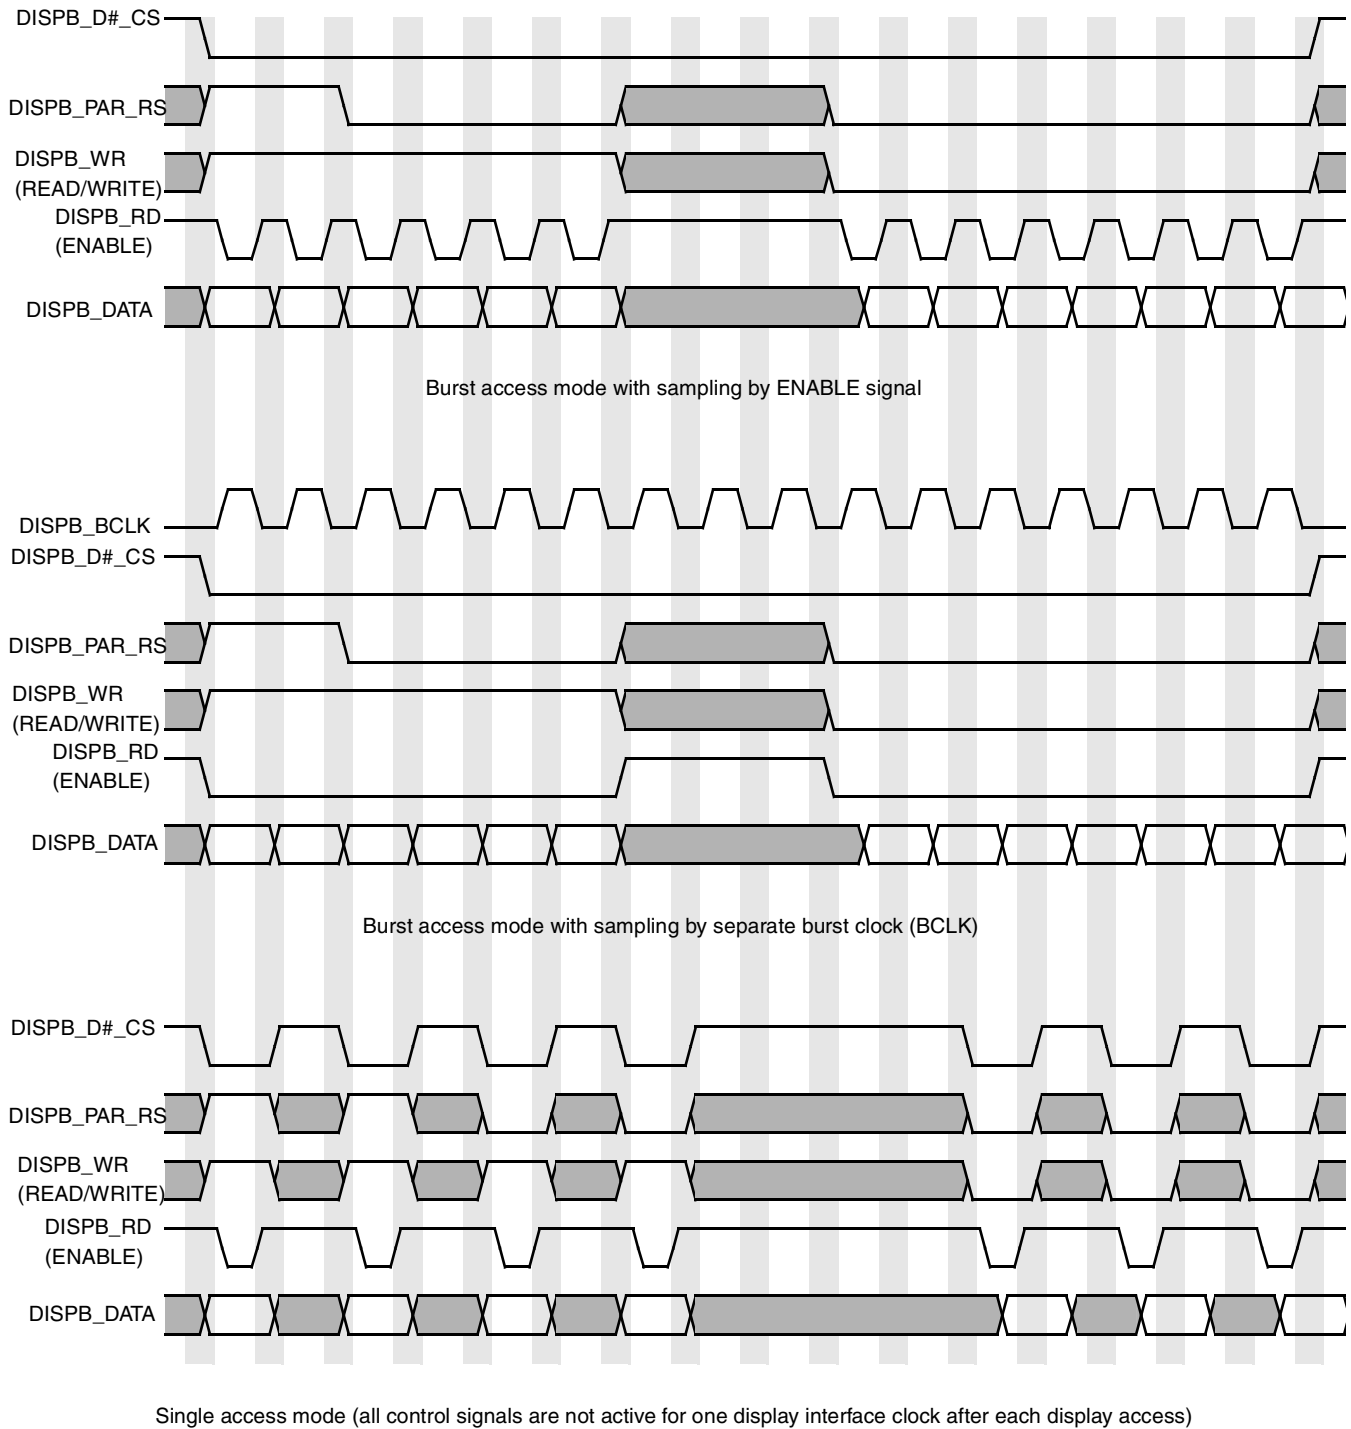 DISPB_D#_CS
DISPB_PAR_RS
DISPB_WR
(READ/WRITE)
DISPB_RD
(ENABLE)
DISPB_DATA
Burst access mode with sampling by ENABLE signal
DISPB_BCLK
DISPB_D#_CS
DISPB_PAR_RS
DISPB_WR
(READ/WRITE)
DISPB_RD
(ENABLE)
DISPB_DATA
Burst access mode with sampling by separate burst clock (BCLK)
DISPB_D#_CS
DISPB_PAR_RS
DISPB_WR
(READ/WRITE)
DISPB_RD
(ENABLE)
DISPB_DATA
Single access mode (all control signals are not active for one display interface clock after each display access)